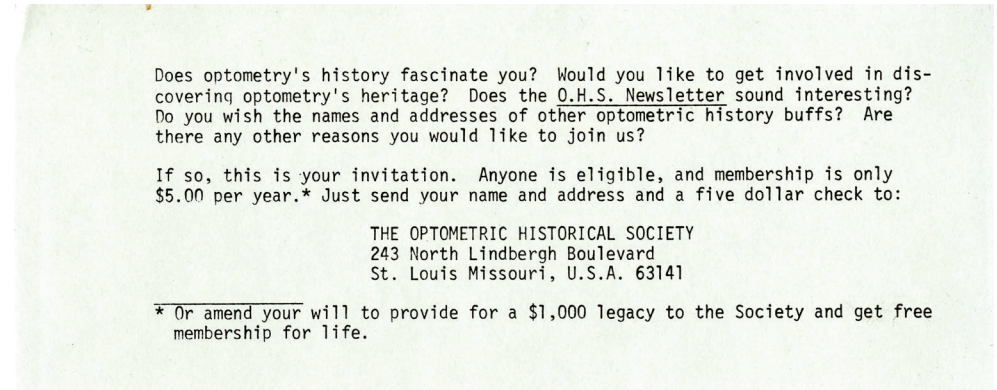 Does optometry's history fascinate you? Would you like to get involved in dis-
covering optometry's heritage? Does the O.H.S. Newsletter sound interesting?
Do you wish the names and addresses of other optometric history buffs? Are
there any other reasons you would like to join us?
If so, this is your invitation. Anyone is eligible, and membership is only
$5.00 per year.* Just send your name and address and a five dollar check to:
THE OPTOMETRIC HISTORICAL SOCIETY
243 North Lindbergh Boulevard
St. Louis Missouri, U.S.A. 63141
* Or amend your will to provide for a $1,000 legacy to the Society and get free
membership for life.